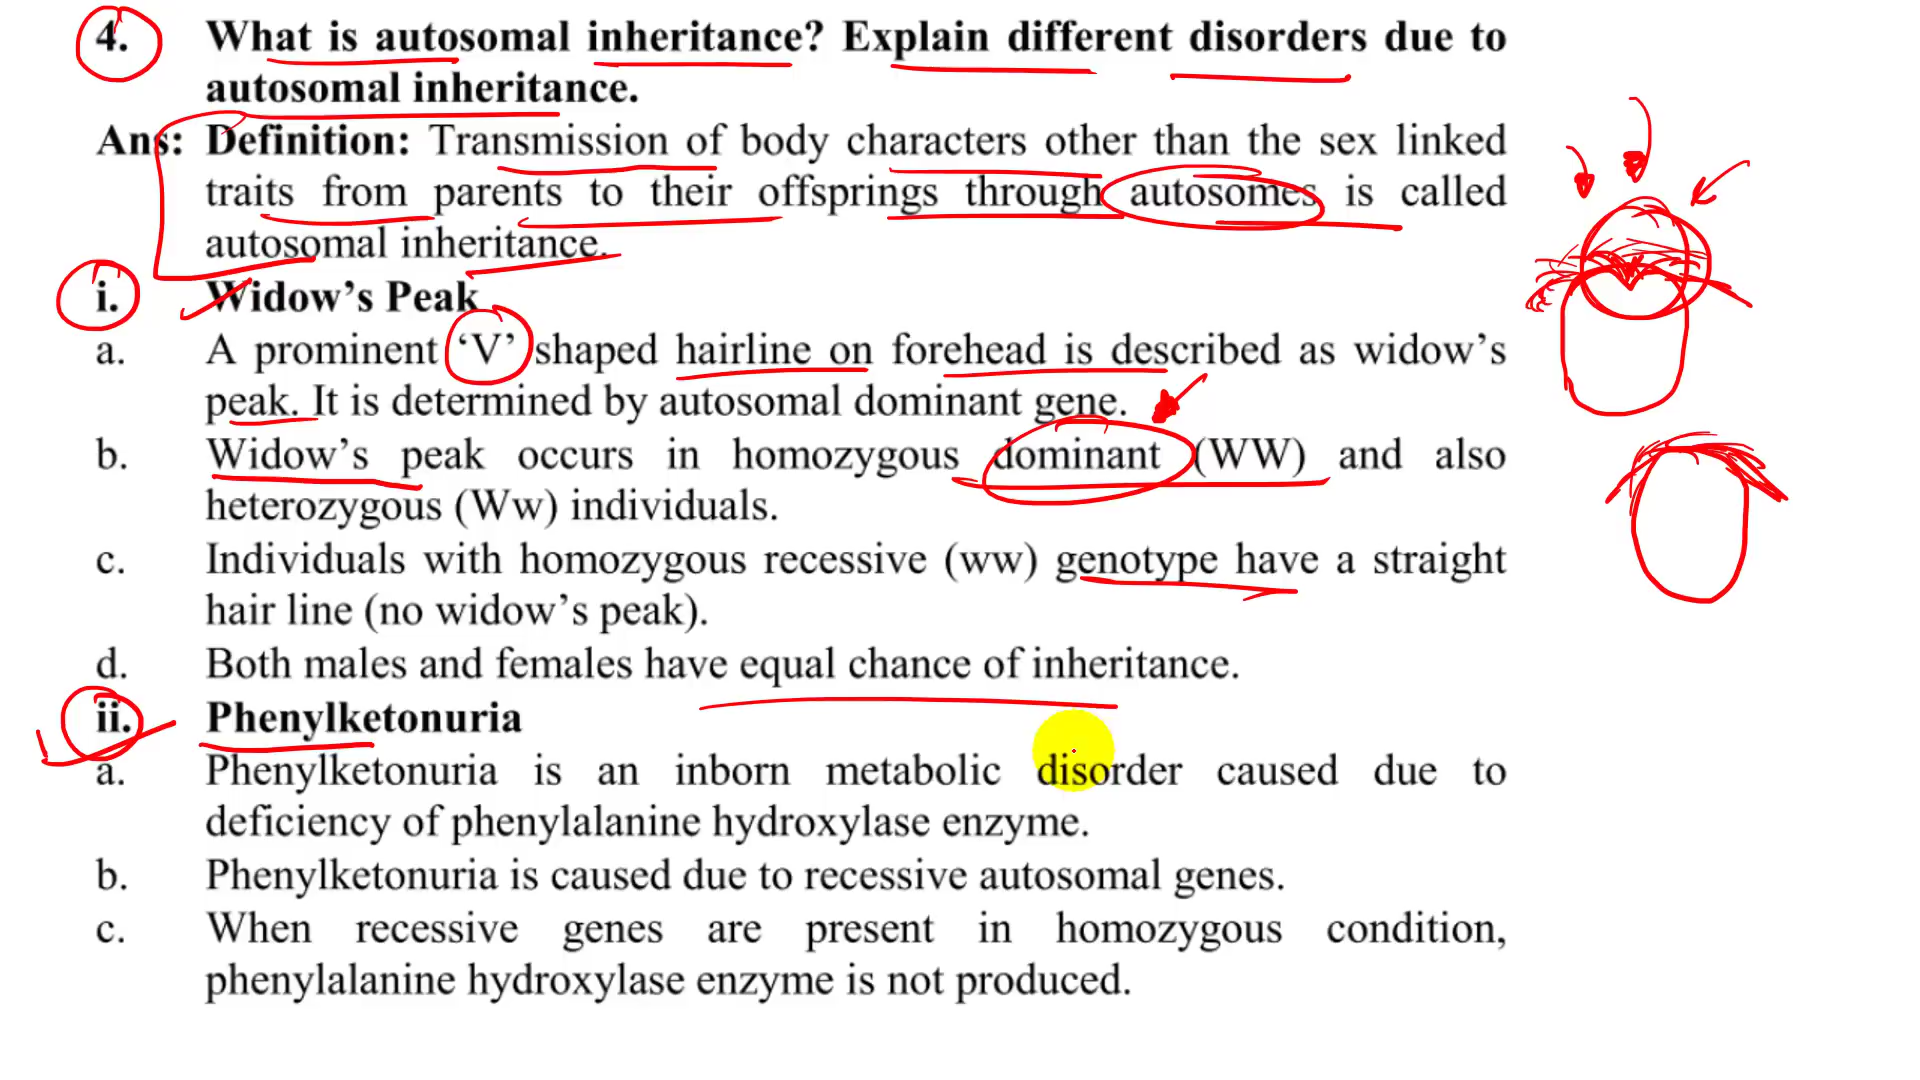 4. What is autosomal inheritance? Explain different disorders due to
autosomal inheritance.
Ans: Definition: Transmission of body characters other than the sex linked
traits from parents to their offsprings through autosomes is called
autosomal inheritance.
i. Widow’s Peak
a. A prominent ‘V’ shaped hairline on forehead is described as widow’s
peak. It is determined by autosomal dominant gene.
b. Widow’s peak occurs in homozygous dominant (WW) and also
heterozygous (Ww) individuals.
c. Individuals with homozygous recessive (ww) genotype have a straight
hair line (no widow’s peak).
d. Both males and females have equal chance of inheritance.
ii. Phenylketonuria
a. Phenylketonuria is an inborn metabolic disorder caused due to
deficiency of phenylalanine hydroxylase enzyme.
b. Phenylketonuria is caused due to recessive autosomal genes.
c. When recessive genes are present in homozygous condition,
phenylalanine hydroxylase enzyme is not produced.